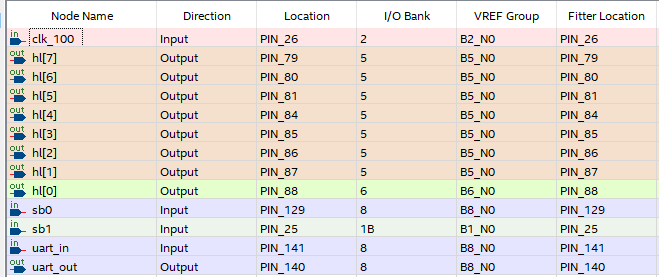 Node Name Direction Location I/O Bank VREF Group Fitter Location
in clk_100 Input PIN_26 2 B2_N0 PIN_26
out hl[7] Output PIN_79 5 B5_N0 PIN_79
out hl[6] Output PIN_80 5 B5_N0 PIN_80
out hl[5] Output PIN_81 5 B5_N0 PIN_81
out hl[4] Output PIN_84 5 B5_N0 PIN_84
out hl[3] Output PIN_85 5 B5_N0 PIN_85
out hl[2] Output PIN_86 5 B5_N0 PIN_86
out hl[1] Output PIN_87 5 B5_N0 PIN_87
out hl[0] Output PIN_88 6 B6_N0 PIN_88
in sb0 Input PIN_129 8 B8_N0 PIN_129
in sb1 Input PIN_25 1B B1_N0 PIN_25
in uart_in Input PIN_141 8 B8_N0 PIN_141
out uart_out Output PIN_140 8 B8_N0 PIN_140